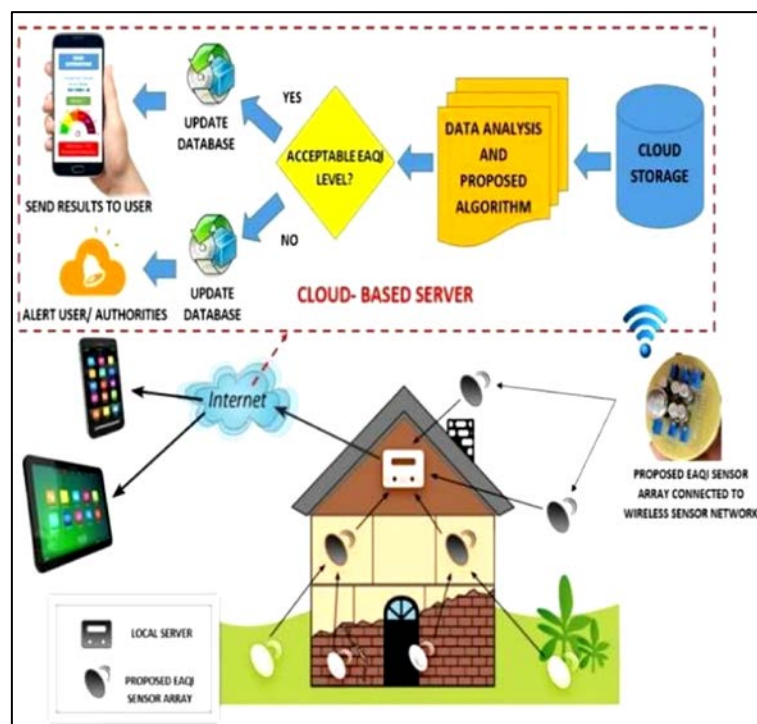 YES
UPDATE
DATABASE
SEND RESULTS TO USER
ACCEPTABLE EAQI
LEVEL?
DATA ANALYSIS
AND
PROPOSED
ALGORITHM
CLOUD
STORAGE
NO
UPDATE
DATABASE
ALERT USER/ AUTHORITIES
CLOUD- BASED SERVER
Internet
PROPOSED EAQI SENSOR
ARRAY CONNECTED TO
WIRELESS SENSOR NETWORK
LOCAL SERVER
PROPOSED EAQI
SENSOR ARRAY